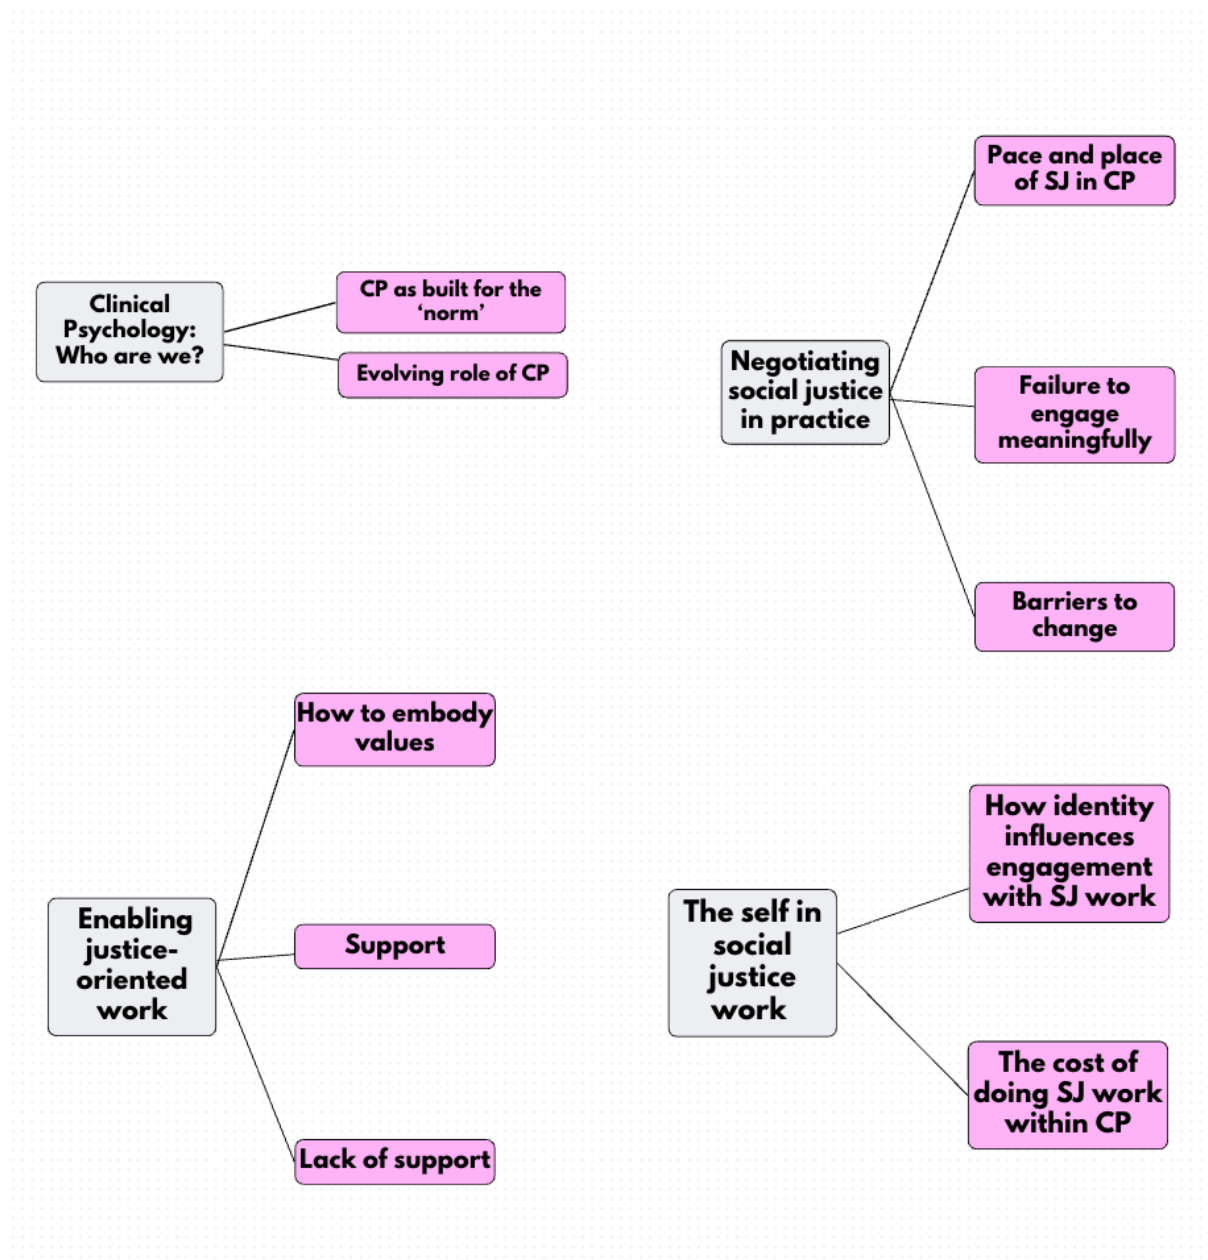 Clinical
Psychology:
Who are we?
CP as built for the
‘norm’
Evolving role of CP
Negotiating
social justice
in practice
Pace and place
of SJ in CP
Failure to
engage
meaningfully
Barriers to
change
Enabling
justice-
oriented
work
How to embody
values
Support
Lack of support
The self in
social
justice
work
How identity
influences
engagement
with SJ work
The cost of
doing SJ work
within CP